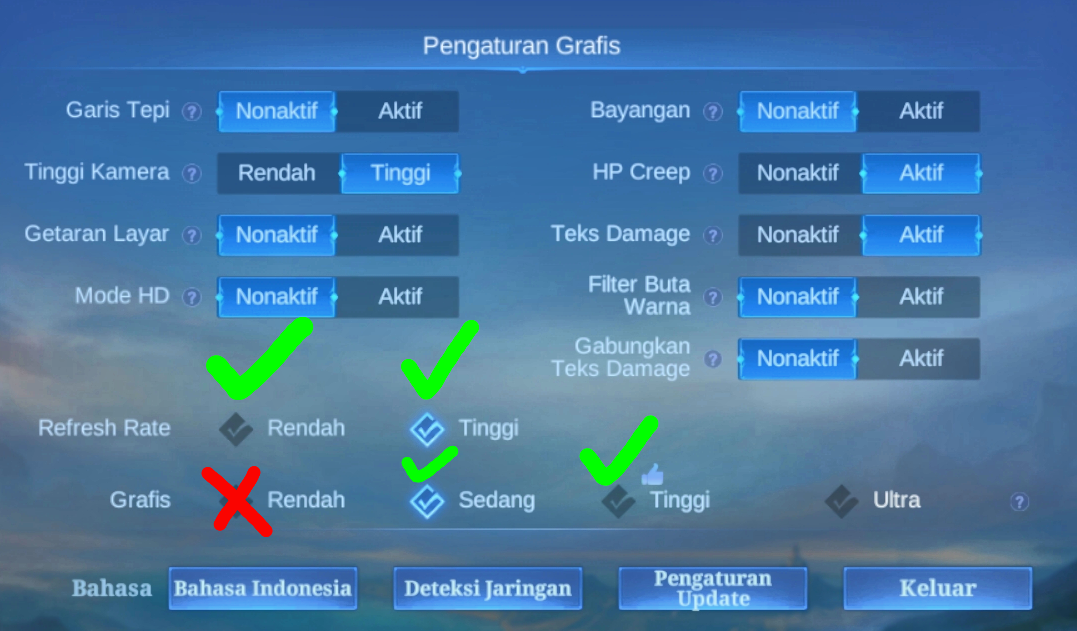 Pengaturan Grafis
Garis Tepi ? Nonaktif Aktif
Bayangan ? Nonaktif Aktif
Tinggi Kamera ? Rendah Tinggi
HP Creep ? Nonaktif Aktif
Getaran Layar ? Nonaktif Aktif
Teks Damage ? Nonaktif Aktif
Mode HD ? Nonaktif Aktif
Filter Buta
Warna ? Nonaktif Aktif
Gabungkan
Teks Damage ? Nonaktif Aktif
Refresh Rate Rendah Tinggi
Grafis Rendah Sedang Tinggi Ultra ?
Bahasa Bahasa Indonesia Deteksi Jaringan Pengaturan
Update Keluar